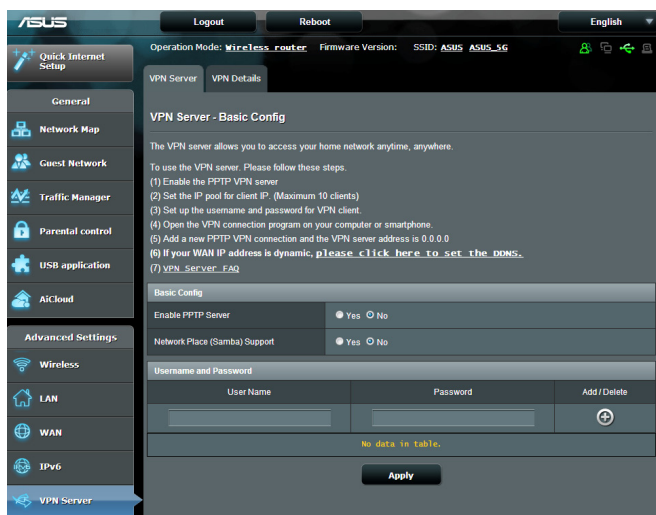 ASUS
Logout
Reboot
English
Operation Mode: Wireless router Firmware Version: SSID: ASUS ASUS_5G
Quick Internet
Setup
General
Network Map
Guest Network
Traffic Manager
Parental control
USB application
AiCloud
Advanced Settings
Wireless
LAN
WAN
IPv6
VPN Server
VPN Server
VPN Details
VPN Server - Basic Config
The VPN server allows you to access your home network anytime, anywhere.
To use the VPN server. Please follow these steps.
(1) Enable the PPTP VPN server
(2) Set the IP pool for client IP. (Maximum 10 clients)
(3) Set up the username and password for VPN client.
(4) Open the VPN connection program on your computer or smartphone.
(5) Add a new PPTP VPN connection and the VPN server address is 0.0.0.0
(6) If your WAN IP address is dynamic, please click here to set the DDNS.
(7) VPN Server FAQ
Basic Config
Enable PPTP Server Yes No
Network Place (Samba) Support Yes No
Username and Password
User Name Password Add / Delete
No data in table.
Apply